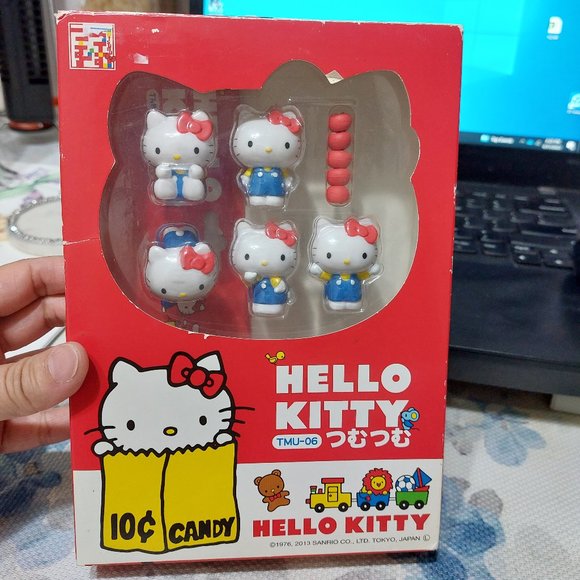 HELLO
KITTY
TMU-06 つむつむ
10¢ CANDY
HELLO KITTY
©1976, 2013 SANRIO CO., LTD. TOKYO, JAPAN Ⓛ